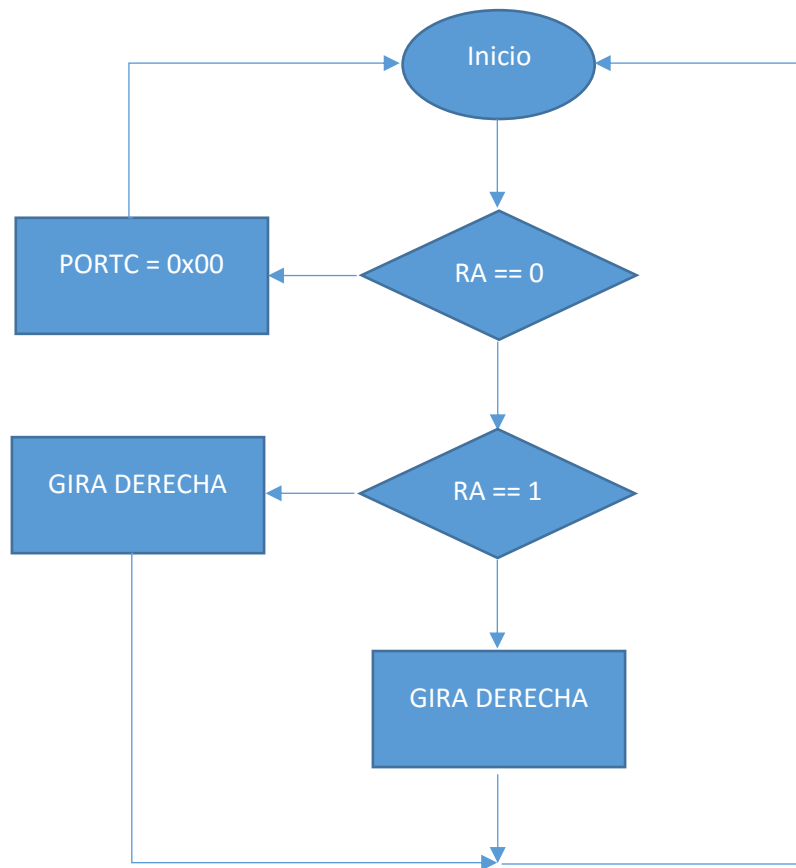 Inicio
PORTC = 0x00
RA == 0
GIRA DERECHA
RA == 1
GIRA DERECHA